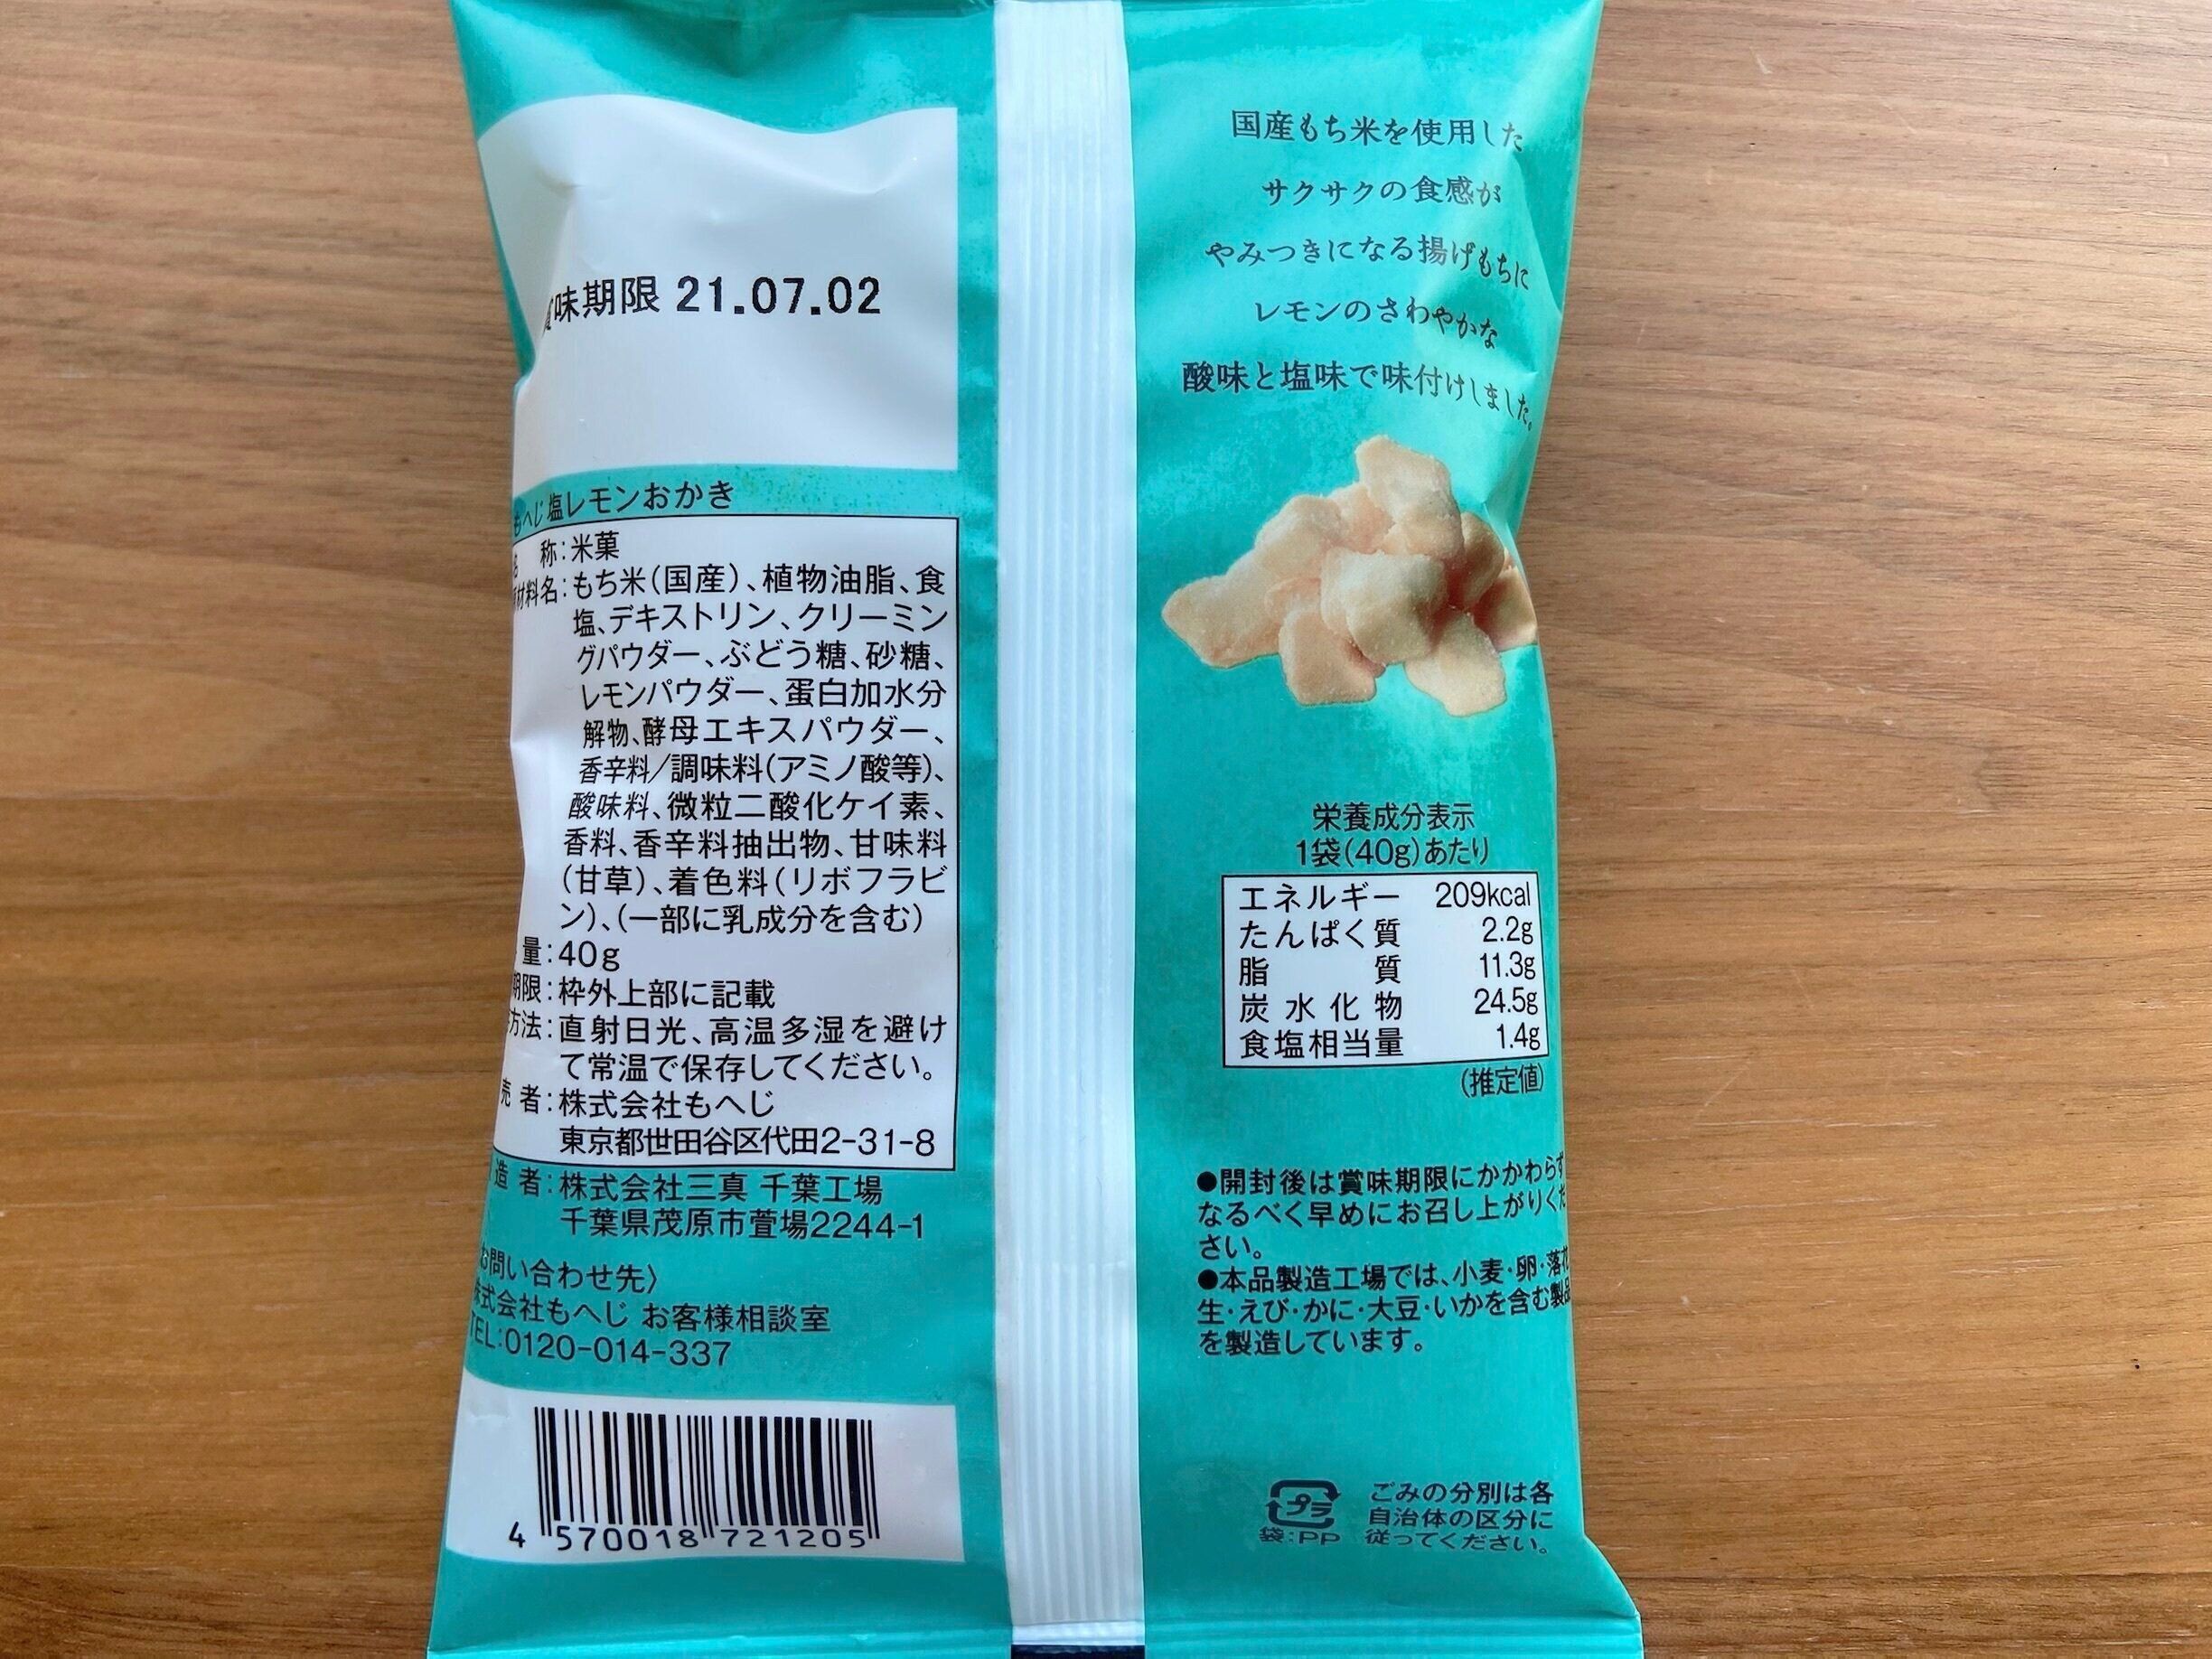 味期限 21.07.02
もへじ 塩レモンおかき
称:米菓
材料名:もち米(国産)、植物油脂、食
塩、デキストリン、クリーミン
グパウダー、ぶどう糖、砂糖、
レモンパウダー、蛋白加水分
解物、酵母エキスパウダー、
香辛料/調味料(アミノ酸等)、
酸味料、微粒二酸化ケイ素、
香料、香辛料抽出物、甘味料
(甘草)、着色料(リボフラビ
ン)、(一部に乳成分を含む)
量:40g
期限:枠外上部に記載
方法:直射日光、高温多湿を避け
て常温で保存してください。
売者:株式会社もへじ
東京都世田谷区代田2-31-8
造者:株式会社三真 千葉工場
千葉県茂原市萱場2244-1
お問い合わせ先〉
株式会社もへじ お客様相談室
TEL:0120-014-337
4 570018 721205
国産もち米を使用した
サクサクの食感が
やみつきになる揚げもちに
レモンのさわやかな
酸味と塩味で味付けしました。
栄養成分表示
1袋(40g)あたり
エネルギー 209kcal
たんぱく質 2.2g
脂質 11.3g
炭水化物 24.5g
食塩相当量 1.4g
(推定値)
●開封後は賞味期限にかかわらず
なるべく早めにお召し上がりくだ
さい。
●本品製造工場では、小麦・卵・落花
生・えび・かに・大豆・いかを含む製品
を製造しています。
プラ
袋:PP
ごみの分別は各
自治体の区分に
従ってください。